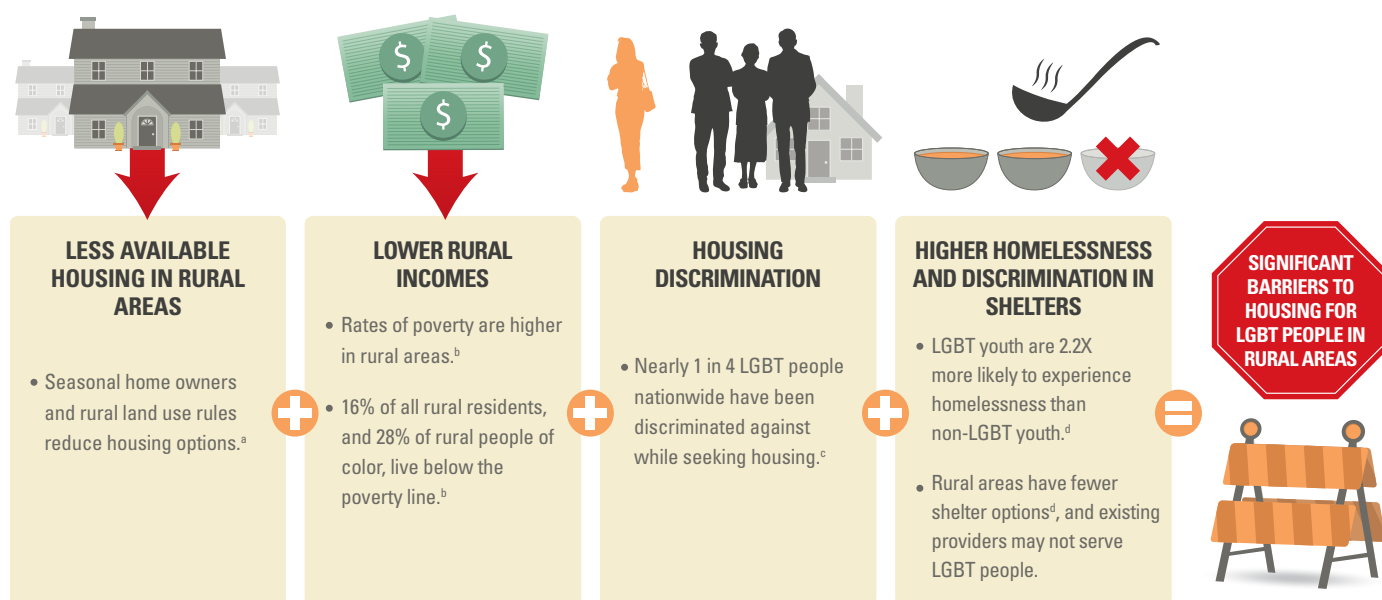 $
$
$
LESS AVAILABLE
HOUSING IN RURAL
AREAS
• Seasonal home owners
and rural land use rules
reduce housing options.ᵃ
LOWER RURAL
INCOMES
• Rates of poverty are higher
in rural areas.ᵇ
• 16% of all rural residents,
and 28% of rural people of
color, live below the
poverty line.ᵇ
HOUSING
DISCRIMINATION
• Nearly 1 in 4 LGBT people
nationwide have been
discriminated against
while seeking housing.ᶜ
HIGHER HOMELESSNESS
AND DISCRIMINATION IN
SHELTERS
• LGBT youth are 2.2X
more likely to experience
homelessness than
non-LGBT youth.ᵈ
• Rural areas have fewer
shelter optionsᵈ, and existing
providers may not serve
LGBT people.
SIGNIFICANT
BARRIERS TO
HOUSING FOR
LGBT PEOPLE IN
RURAL AREAS